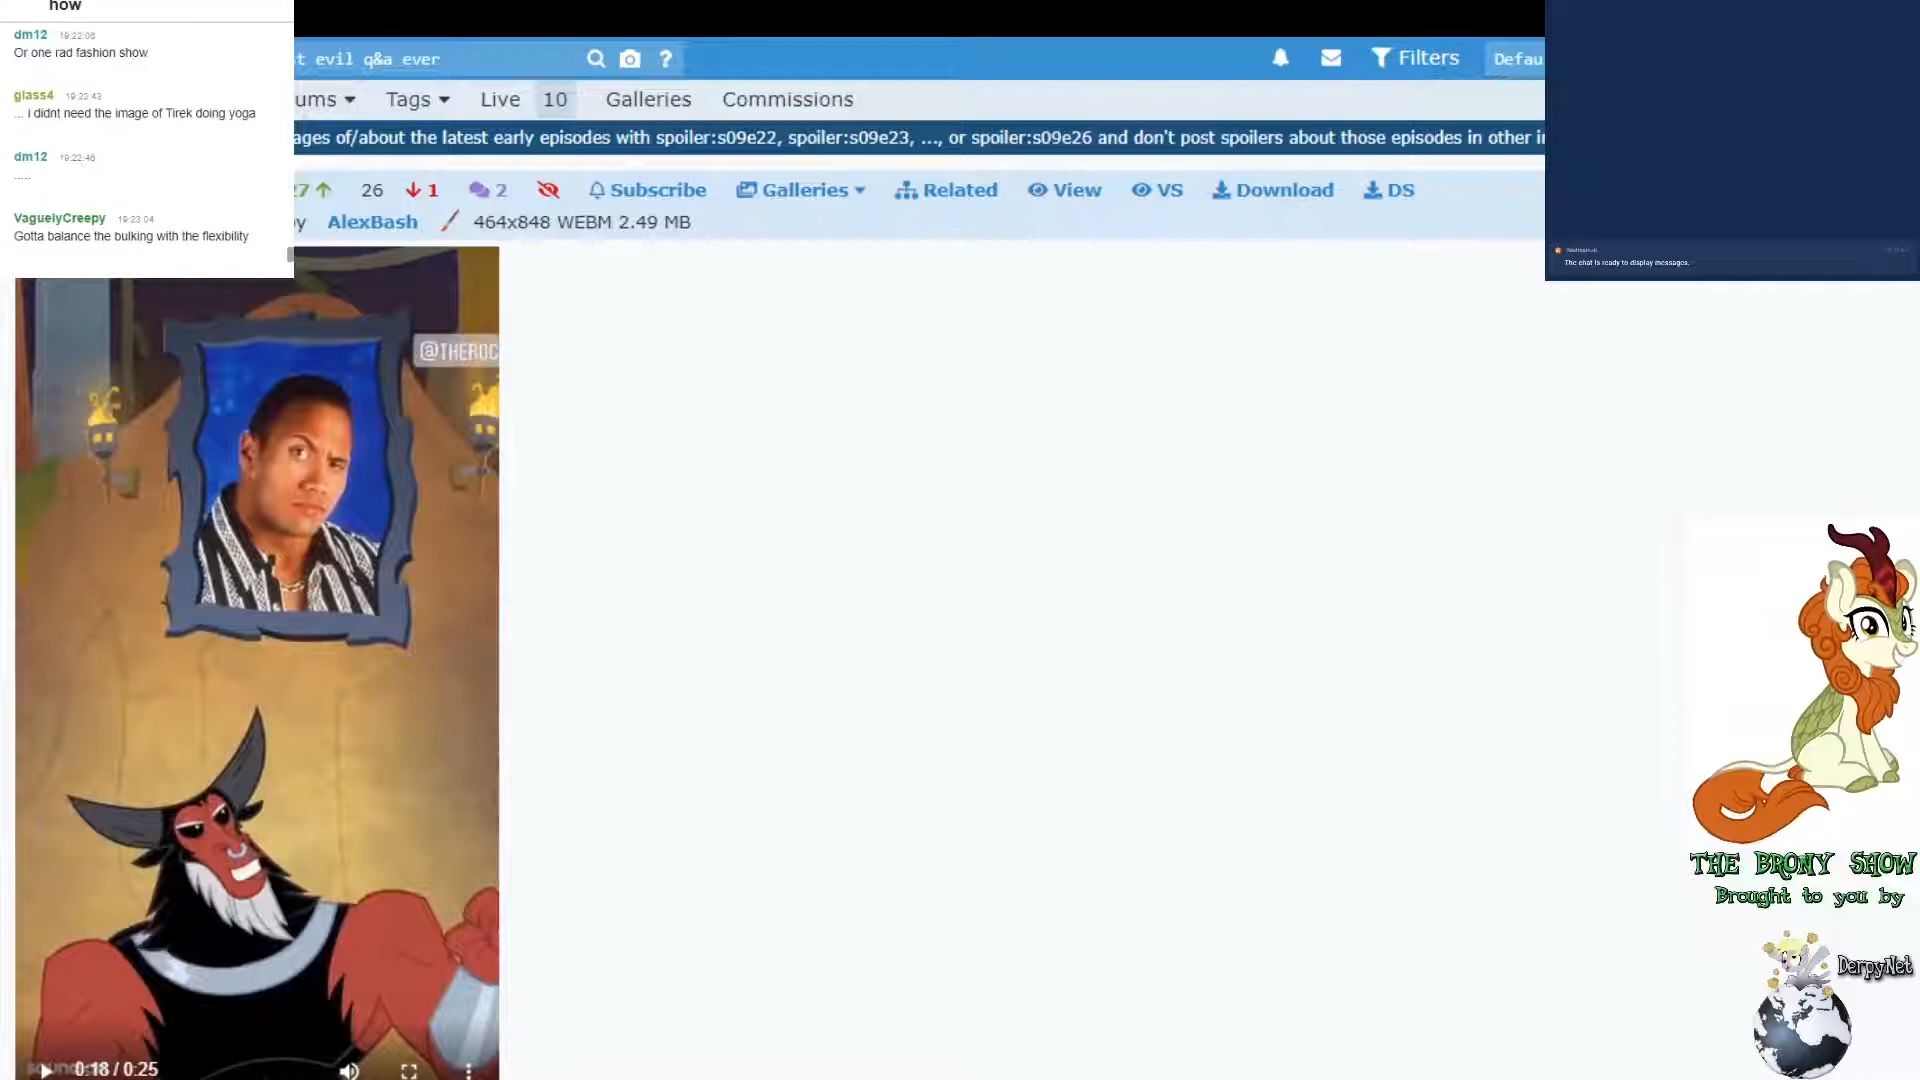 how
dm12 19:22:06
Or one rad fashion show
glass4 19:22:43
... i didnt need the image of Tirek doing yoga
dm12 19:22:46
.....
VaguelyCreepy 19:23:04
Gotta balance the bulking with the flexibility
t evil q&a ever
?
Filters
Defau
ums
Tags
Live 10
Galleries
Commissions
ages of/about the latest early episodes with spoiler:s09e22, spoiler:s09e23, ..., or spoiler:s09e26 and don't post spoilers about those episodes in other i
27
26
1
2
Subscribe
Galleries
Related
View
VS
Download
DS
y AlexBash
464x848 WEBM 2.49 MB
@THEROC
0:18 / 0:25
The chat is ready to display messages.
THE BRONY SHOW
Brought to you by
DerpyNet